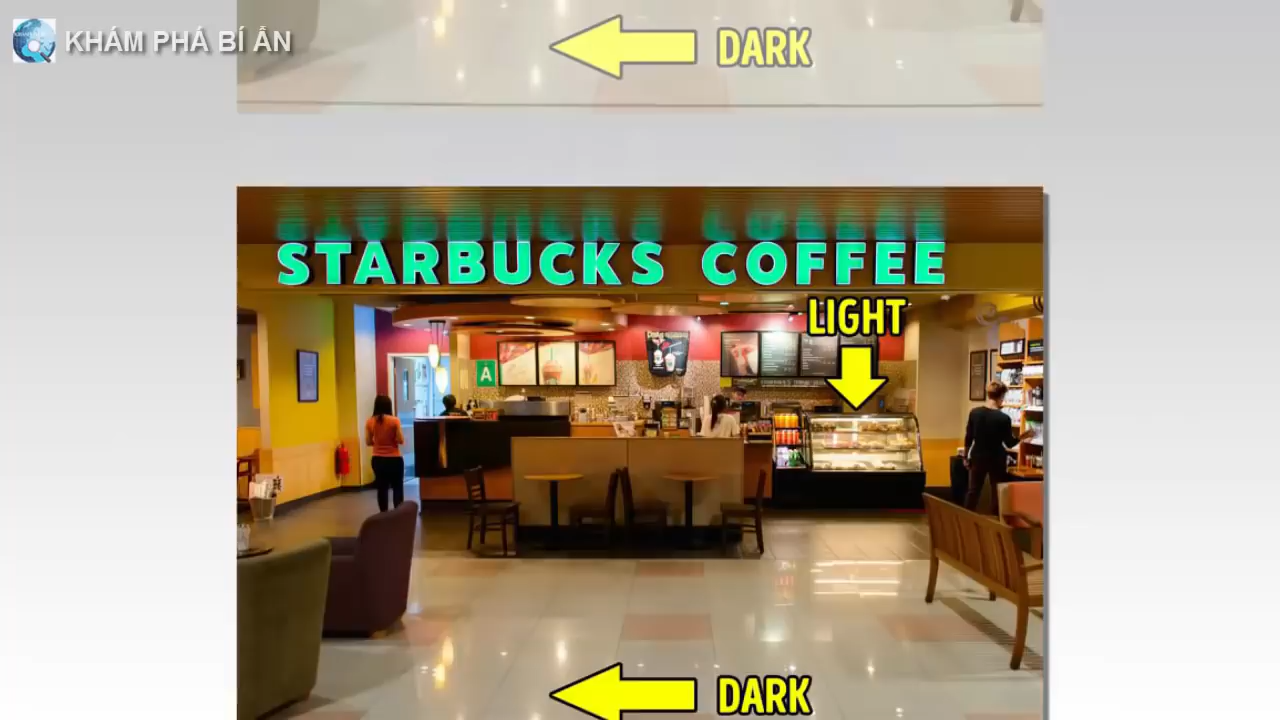 KHÁM PHÁ BÍ ẨN
DARK
STARBUCKS COFFEE
LIGHT
A
DARK